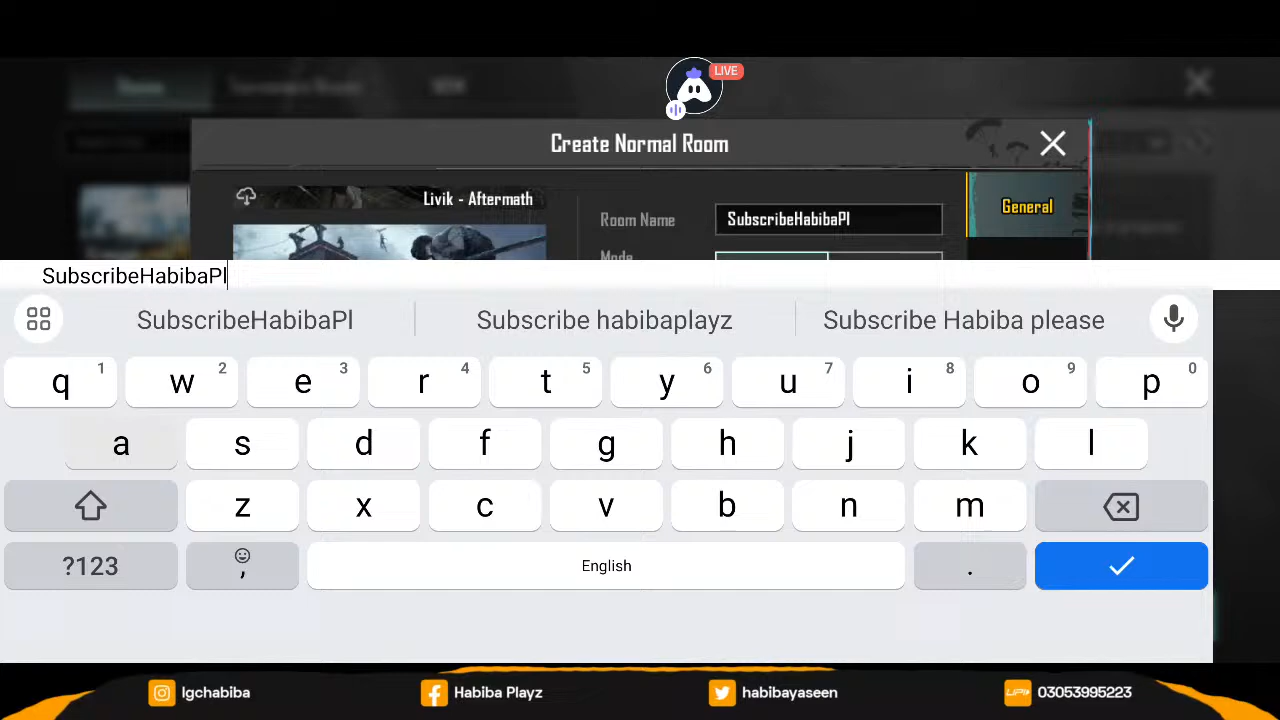 LIVE
Create Normal Room
Livik - Aftermath
Room Name
SubscribeHabibaPl
General
Mode
SubscribeHabibaPl
SubscribeHabibaPl
Subscribe habibaplayz
Subscribe Habiba please
q 1 w 2 e 3 r 4 t 5 y 6 u 7 i 8 o 9 p 0
a s d f g h j k l
z x c v b n m
?123 , English .
Igchabiba
Habiba Playz
habibayaseen
03053995223